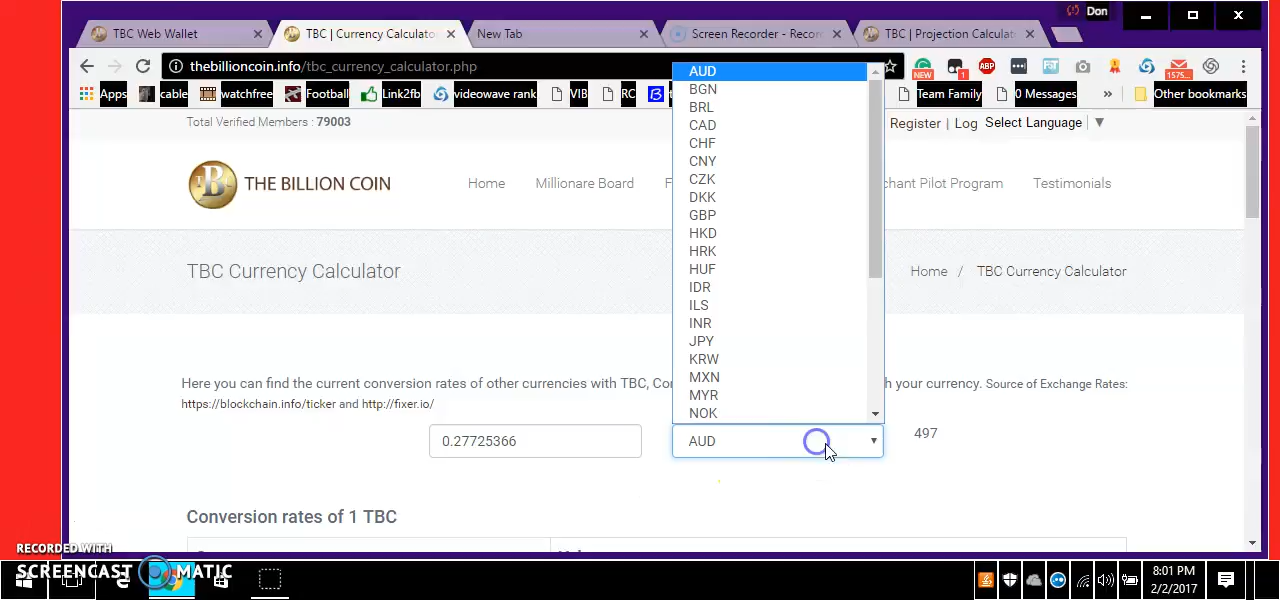 Don
TBC Web Wallet
TBC | Currency Calculato
New Tab
Screen Recorder - Recor
TBC | Projection Calculat
thebillioncoin.info/tbc_currency_calculator.php
NEW
1
ABP
1575...
Apps
cable
watchfree
Football
Link2fb
videowave rank
VIB
RC
Team Family
0 Messages
»
Other bookmarks
Total Verified Members : 79003
Register | Log
Select Language
THE BILLION COIN
Home
Millionare Board
F
chant Pilot Program
Testimonials
TBC Currency Calculator
Home / TBC Currency Calculator
AUD
BGN
BRL
CAD
CHF
CNY
CZK
DKK
GBP
HKD
HRK
HUF
IDR
ILS
INR
JPY
KRW
MXN
MYR
NOK
Here you can find the current conversion rates of other currencies with TBC, Co
h your currency. Source of Exchange Rates:
https://blockchain.info/ticker and http://fixer.io/
0.27725366
AUD
497
Conversion rates of 1 TBC
RECORDED WITH
SCREENCAST MATIC
8:01 PM
2/2/2017